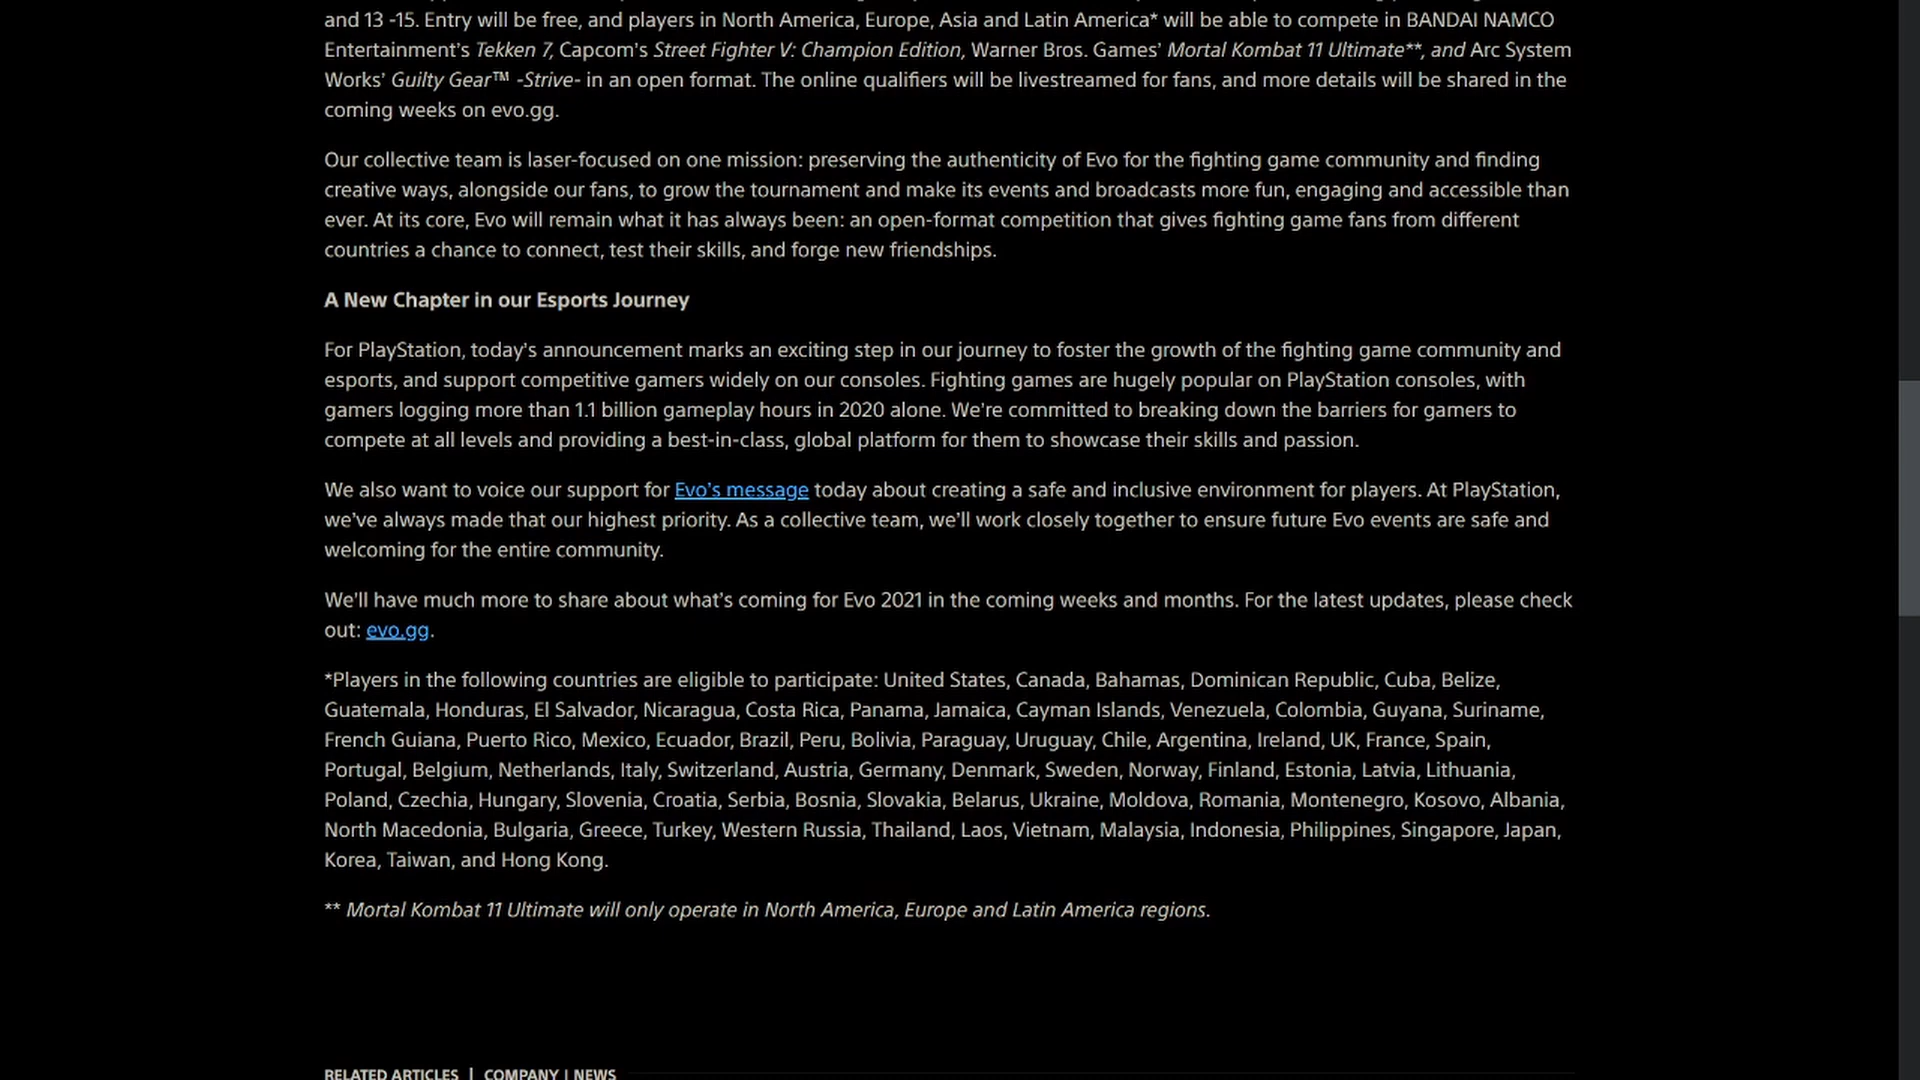 and 13 -15. Entry will be free, and players in North America, Europe, Asia and Latin America* will be able to compete in BANDAI NAMCO
Entertainment's Tekken 7, Capcom's Street Fighter V: Champion Edition, Warner Bros. Games' Mortal Kombat 11 Ultimate**, and Arc System
Works' Guilty Gear™ -Strive- in an open format. The online qualifiers will be livestreamed for fans, and more details will be shared in the
coming weeks on evo.gg.
Our collective team is laser-focused on one mission: preserving the authenticity of Evo for the fighting game community and finding
creative ways, alongside our fans, to grow the tournament and make its events and broadcasts more fun, engaging and accessible than
ever. At its core, Evo will remain what it has always been: an open-format competition that gives fighting game fans from different
countries a chance to connect, test their skills, and forge new friendships.
A New Chapter in our Esports Journey
For PlayStation, today's announcement marks an exciting step in our journey to foster the growth of the fighting game community and
esports, and support competitive gamers widely on our consoles. Fighting games are hugely popular on PlayStation consoles, with
gamers logging more than 1.1 billion gameplay hours in 2020 alone. We're committed to breaking down the barriers for gamers to
compete at all levels and providing a best-in-class, global platform for them to showcase their skills and passion.
We also want to voice our support for Evo's message today about creating a safe and inclusive environment for players. At PlayStation,
we've always made that our highest priority. As a collective team, we'll work closely together to ensure future Evo events are safe and
welcoming for the entire community.
We'll have much more to share about what's coming for Evo 2021 in the coming weeks and months. For the latest updates, please check
out: evo.gg.
*Players in the following countries are eligible to participate: United States, Canada, Bahamas, Dominican Republic, Cuba, Belize,
Guatemala, Honduras, El Salvador, Nicaragua, Costa Rica, Panama, Jamaica, Cayman Islands, Venezuela, Colombia, Guyana, Suriname,
French Guiana, Puerto Rico, Mexico, Ecuador, Brazil, Peru, Bolivia, Paraguay, Uruguay, Chile, Argentina, Ireland, UK, France, Spain,
Portugal, Belgium, Netherlands, Italy, Switzerland, Austria, Germany, Denmark, Sweden, Norway, Finland, Estonia, Latvia, Lithuania,
Poland, Czechia, Hungary, Slovenia, Croatia, Serbia, Bosnia, Slovakia, Belarus, Ukraine, Moldova, Romania, Montenegro, Kosovo, Albania,
North Macedonia, Bulgaria, Greece, Turkey, Western Russia, Thailand, Laos, Vietnam, Malaysia, Indonesia, Philippines, Singapore, Japan,
Korea, Taiwan, and Hong Kong.
** Mortal Kombat 11 Ultimate will only operate in North America, Europe and Latin America regions.
RELATED ARTICLES | COMPANY | NEWS